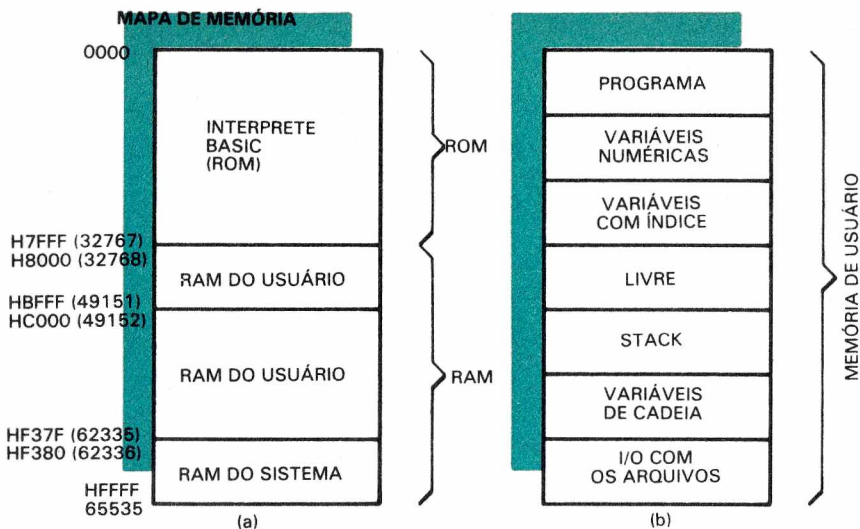 MAPA DE MEMÓRIA
0000
INTERPRETE
BASIC
(ROM)
ROM
H7FFF (32767)
H8000 (32768)
RAM DO USUÁRIO
HBFFF (49151)
HC000 (49152)
RAM DO USUÁRIO
RAM
HF37F (62335)
HF380 (62336)
RAM DO SISTEMA
HFFFF
65535
(a)
PROGRAMA
VARIÁVEIS
NUMÉRICAS
VARIÁVEIS
COM ÍNDICE
LIVRE
STACK
VARIÁVEIS
DE CADEIA
I/O COM
OS ARQUIVOS
(b)
MEMÓRIA DE USUÁRIO